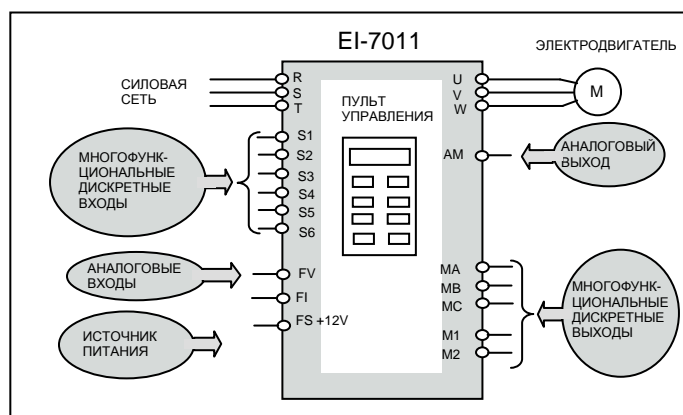 EI-7011
ЭЛЕКТРОДВИГАТЕЛЬ
СИЛОВАЯ
СЕТЬ
R
S
T
ПУЛЬТ
УПРАВЛЕНИЯ
U
V
W
M
МНОГОФУНК-
ЦИОНАЛЬНЫЕ
ДИСКРЕТНЫЕ
ВХОДЫ
S1
S2
S3
S4
S5
S6
AM
АНАЛОГОВЫЙ
ВЫХОД
АНАЛОГОВЫЕ
ВХОДЫ
FV
FI
FS +12V
ИСТОЧНИК
ПИТАНИЯ
MA
MB
MC
M1
M2
МНОГОФУНК-
ЦИОНАЛЬНЫЕ
ДИСКРЕТНЫЕ
ВЫХОДЫ